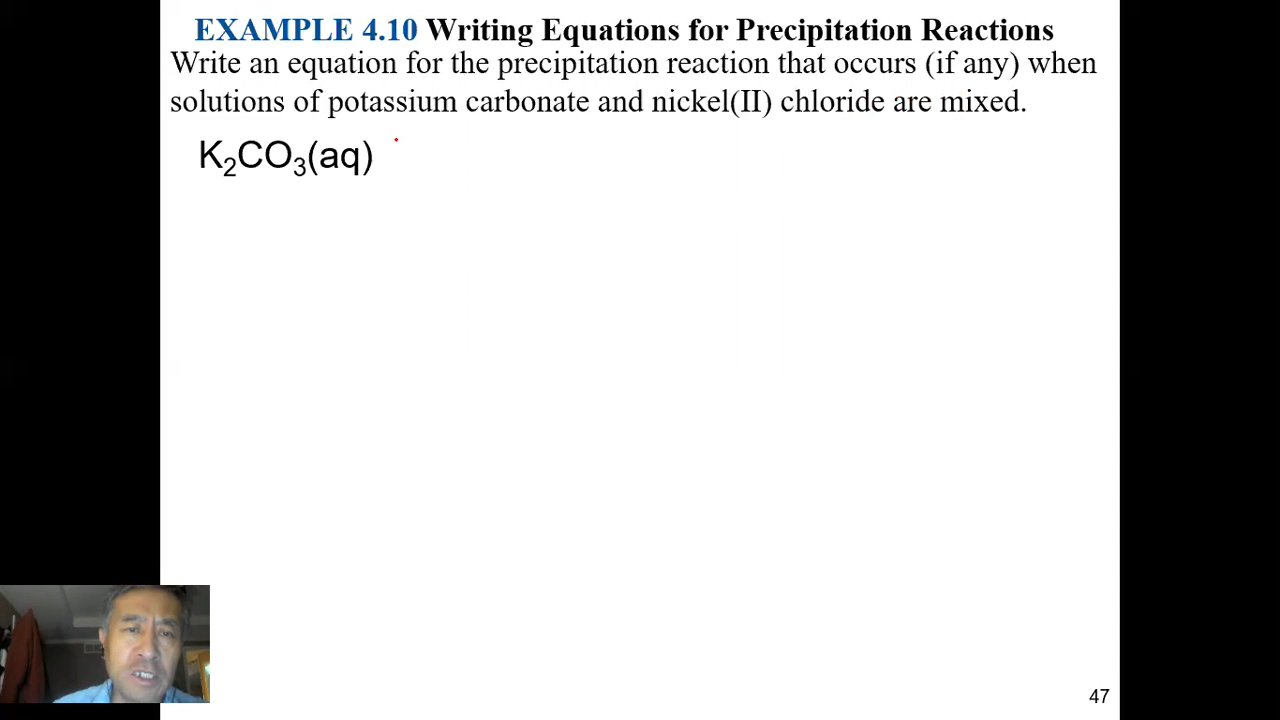 EXAMPLE 4.10 Writing Equations for Precipitation Reactions
Write an equation for the precipitation reaction that occurs (if any) when
solutions of potassium carbonate and nickel(II) chloride are mixed.
K₂CO₃(aq)
47